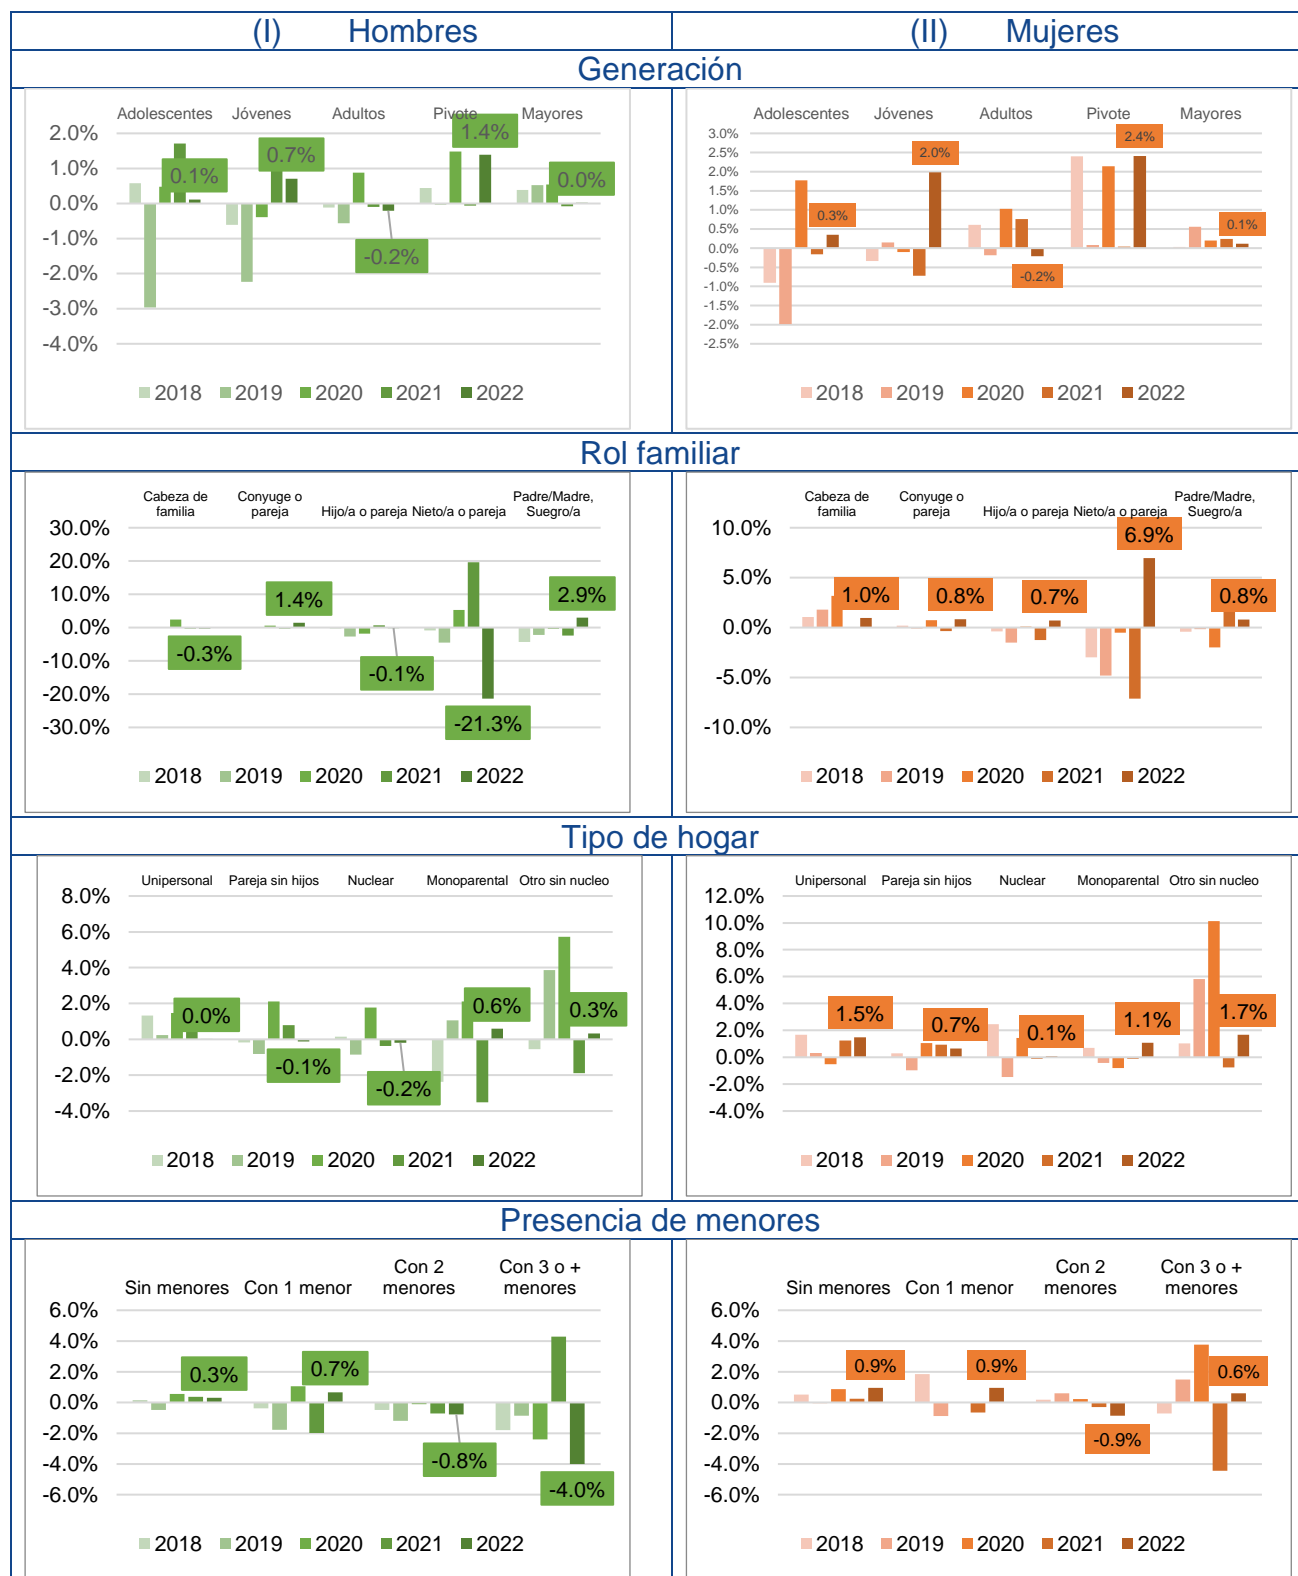 (I) Hombres
(II) Mujeres
Generación
Adolescentes Jóvenes Adultos Pivote Mayores
2.0%
1.0%
0.0%
-1.0%
-2.0%
-3.0%
-4.0%
0.1%
0.7%
-0.2%
1.4%
0.0%
2018 2019 2020 2021 2022
Adolescentes Jóvenes Adultos Pivote Mayores
3.0%
2.5%
2.0%
1.5%
1.0%
0.5%
0.0%
-0.5%
-1.0%
-1.5%
-2.0%
-2.5%
0.3%
2.0%
-0.2%
2.4%
0.1%
2018 2019 2020 2021 2022
Rol familiar
Cabeza de familia
Conyuge o pareja
Hijo/a o pareja
Nieto/a o pareja
Padre/Madre, Suegro/a
30.0%
20.0%
10.0%
0.0%
-10.0%
-20.0%
-30.0%
-0.3%
1.4%
-0.1%
-21.3%
2.9%
2018 2019 2020 2021 2022
Cabeza de familia
Conyuge o pareja
Hijo/a o pareja
Nieto/a o pareja
Padre/Madre, Suegro/a
10.0%
5.0%
0.0%
-5.0%
-10.0%
1.0%
0.8%
0.7%
6.9%
0.8%
2018 2019 2020 2021 2022
Tipo de hogar
Unipersonal Pareja sin hijos Nuclear Monoparental Otro sin nucleo
8.0%
6.0%
4.0%
2.0%
0.0%
-2.0%
-4.0%
0.0%
-0.1%
-0.2%
0.6%
0.3%
2018 2019 2020 2021 2022
Unipersonal Pareja sin hijos Nuclear Monoparental Otro sin nucleo
12.0%
10.0%
8.0%
6.0%
4.0%
2.0%
0.0%
-2.0%
-4.0%
1.5%
0.7%
0.1%
1.1%
1.7%
2018 2019 2020 2021 2022
Presencia de menores
Sin menores
Con 1 menor
Con 2 menores
Con 3 o + menores
6.0%
4.0%
2.0%
0.0%
-2.0%
-4.0%
-6.0%
0.3%
0.7%
-0.8%
-4.0%
2018 2019 2020 2021 2022
Sin menores
Con 1 menor
Con 2 menores
Con 3 o + menores
6.0%
4.0%
2.0%
0.0%
-2.0%
-4.0%
-6.0%
0.9%
0.9%
-0.9%
0.6%
2018 2019 2020 2021 2022